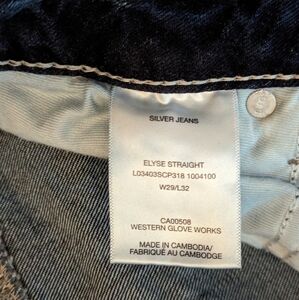 SILVER JEANS
ELYSE STRAIGHT
L03403SCP318 1004100
W29/L32
CA00508
WESTERN GLOVE WORKS
MADE IN CAMBODIA/
FABRIQUÉ AU CAMBODGE